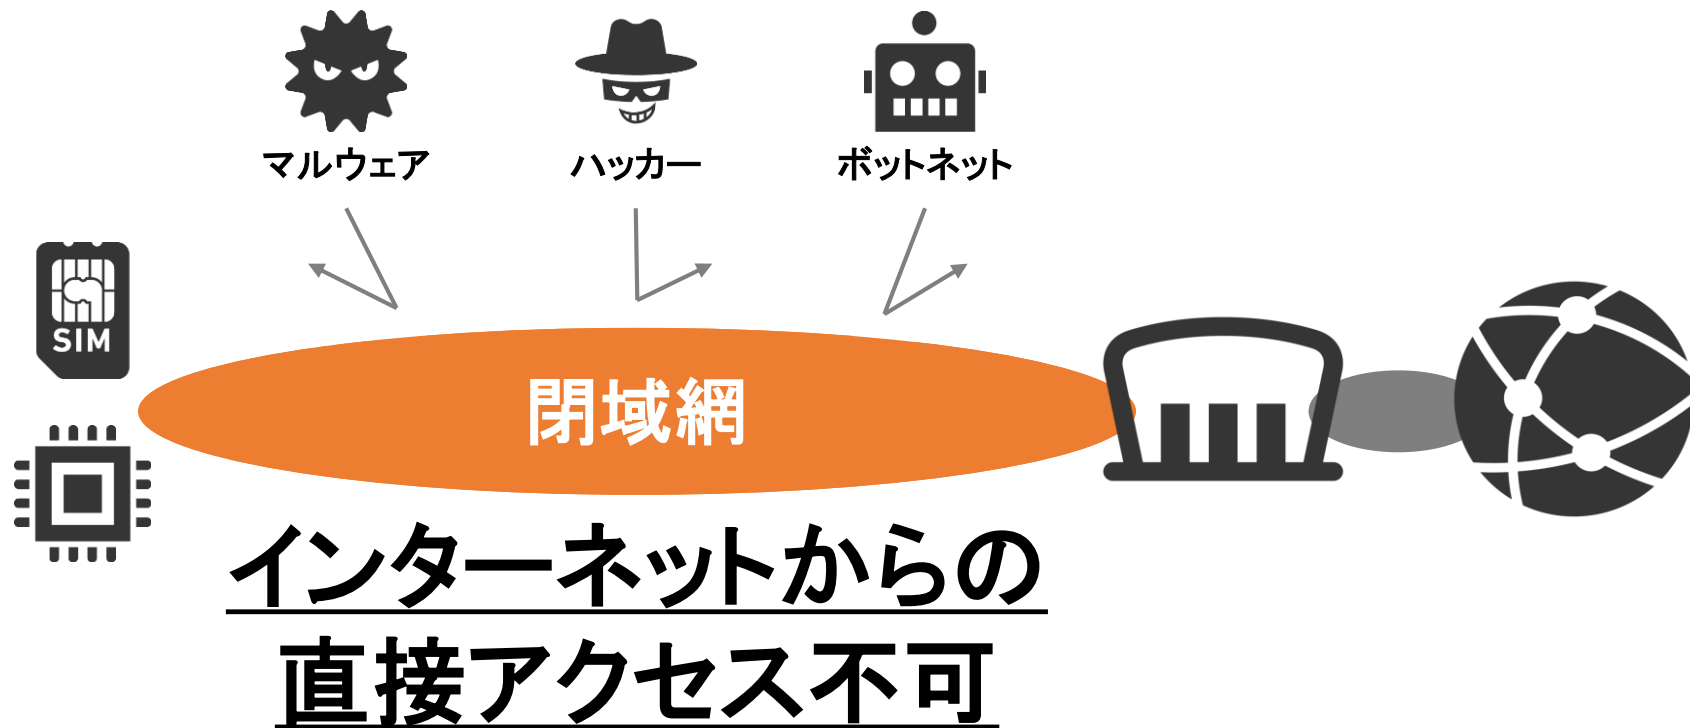 マルウェア
ハッカー
ボットネット
SIM
閉域網
インターネットからの
直接アクセス不可